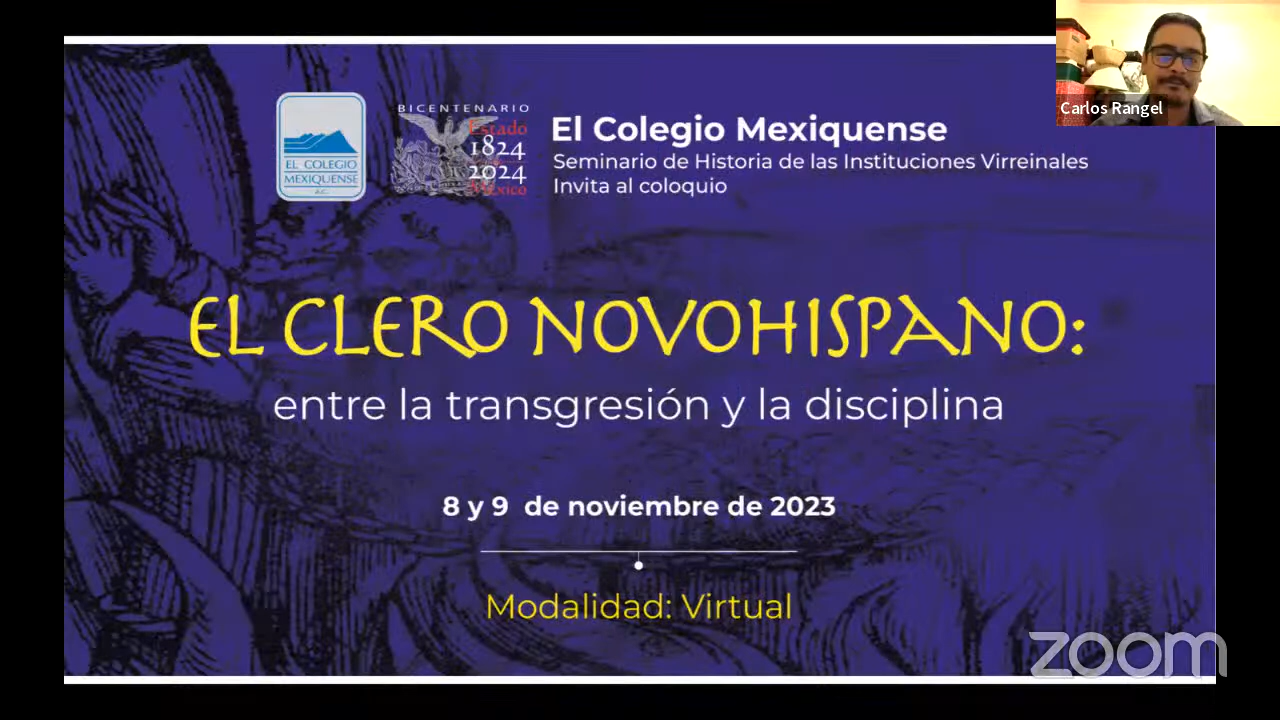 Carlos Rangel
EL COLEGIO
MEXIQUENSE
A.C.
BICENTENARIO
Estado
1824
2024
México
El Colegio Mexiquense
Seminario de Historia de las Instituciones Virreinales
Invita al coloquio
EL CLERO NOVOHISPANO:
entre la transgresión y la disciplina
8 y 9 de noviembre de 2023
Modalidad: Virtual
zoom